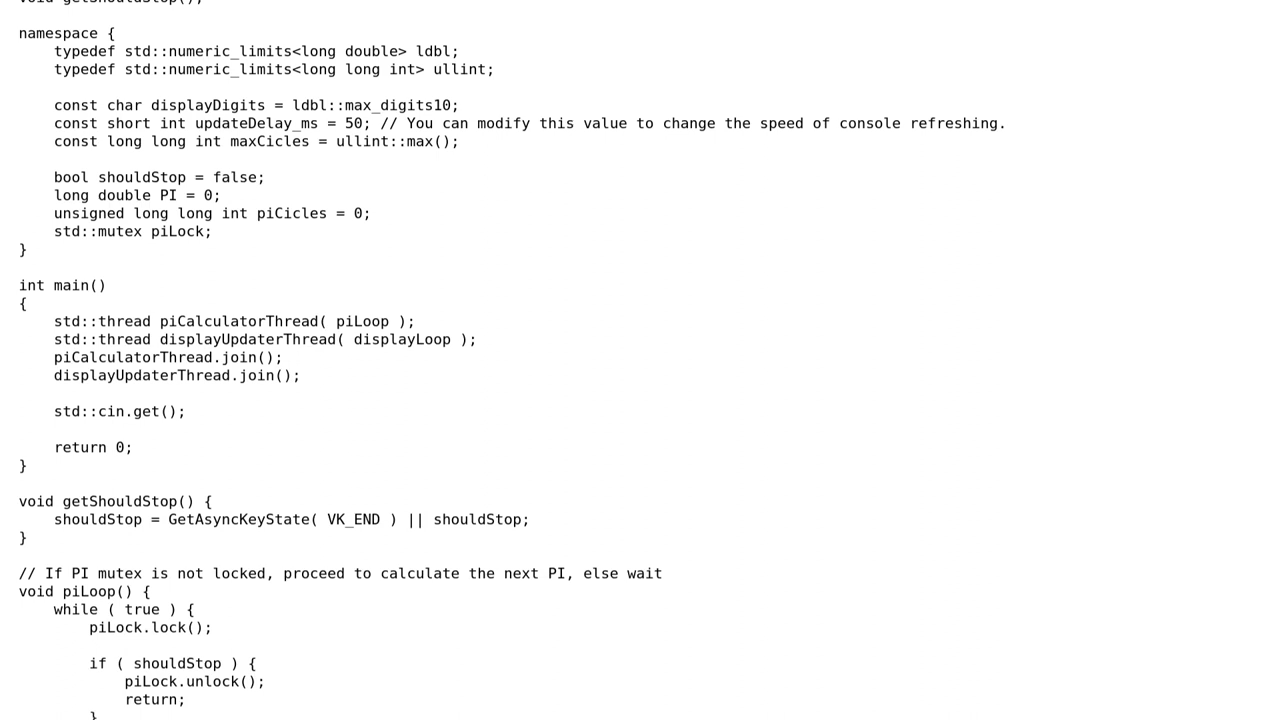 void getShouldStop();

namespace {
    typedef std::numeric_limits<long double> ldbl;
    typedef std::numeric_limits<long long int> ullint;

    const char displayDigits = ldbl::max_digits10;
    const short int updateDelay_ms = 50; // You can modify this value to change the speed of console refreshing.
    const long long int maxCicles = ullint::max();

    bool shouldStop = false;
    long double PI = 0;
    unsigned long long int piCicles = 0;
    std::mutex piLock;
}

int main()
{
    std::thread piCalculatorThread( piLoop );
    std::thread displayUpdaterThread( displayLoop );
    piCalculatorThread.join();
    displayUpdaterThread.join();

    std::cin.get();

    return 0;
}

void getShouldStop() {
    shouldStop = GetAsyncKeyState( VK_END ) || shouldStop;
}

// If PI mutex is not locked, proceed to calculate the next PI, else wait
void piLoop() {
    while ( true ) {
        piLock.lock();

        if ( shouldStop ) {
            piLock.unlock();
            return;
        }